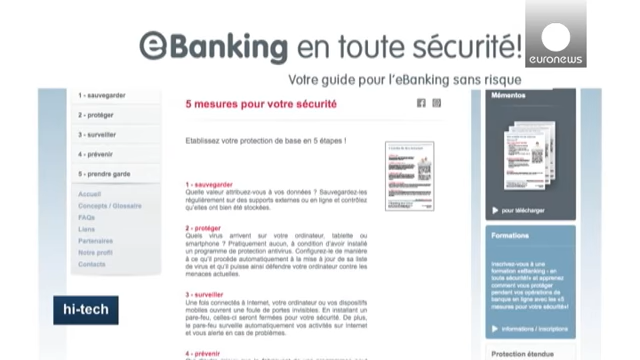 eBanking en toute sécurité!
euronews
Votre guide pour l'eBanking sans risque
1 - sauvegarder
2 - protéger
3 - surveiller
4 - prévenir
5 - prendre garde
Accueil
Concepts / Glossaire
FAQs
Liens
Partenaires
Notre profil
Contacts
hi-tech
5 mesures pour votre sécurité
Etablissez votre protection de base en 5 étapes !
1 - sauvegarder
Quelle valeur attribuez-vous à vos données ? Sauvegardez-les
régulièrement sur des supports externes ou en ligne et contrôlez
qu'elles ont bien été stockées.
2 - protéger
Quels virus arrivent sur votre ordinateur, tablette ou
smartphone ? Pratiquement aucun, à condition d'avoir installé
un programme de protection antivirus. Configurez-le de manière
à ce qu'il procède automatiquement à la mise à jour de sa liste
de virus et qu'il puisse ainsi défendre votre ordinateur contre les
menaces actuelles.
3 - surveiller
Une fois connectés à Internet, votre ordinateur ou vos dispositifs
mobiles ouvrent une foule de portes invisibles. En installant un
pare-feu, celles-ci seront fermées pour votre sécurité. De plus,
le pare-feu surveille automatiquement vos activités sur Internet
et vous alerte en cas de problèmes.
4 - prévenir
Mémentos
pour télécharger
Formations
Inscrivez-vous à une
formation «eBanking - en
toute sécurité!» et apprenez
comment vous protéger
pendant vos opérations de
banque en ligne avec les «5
mesures pour votre sécurité»!
Informations / Inscriptions
Protection étendue